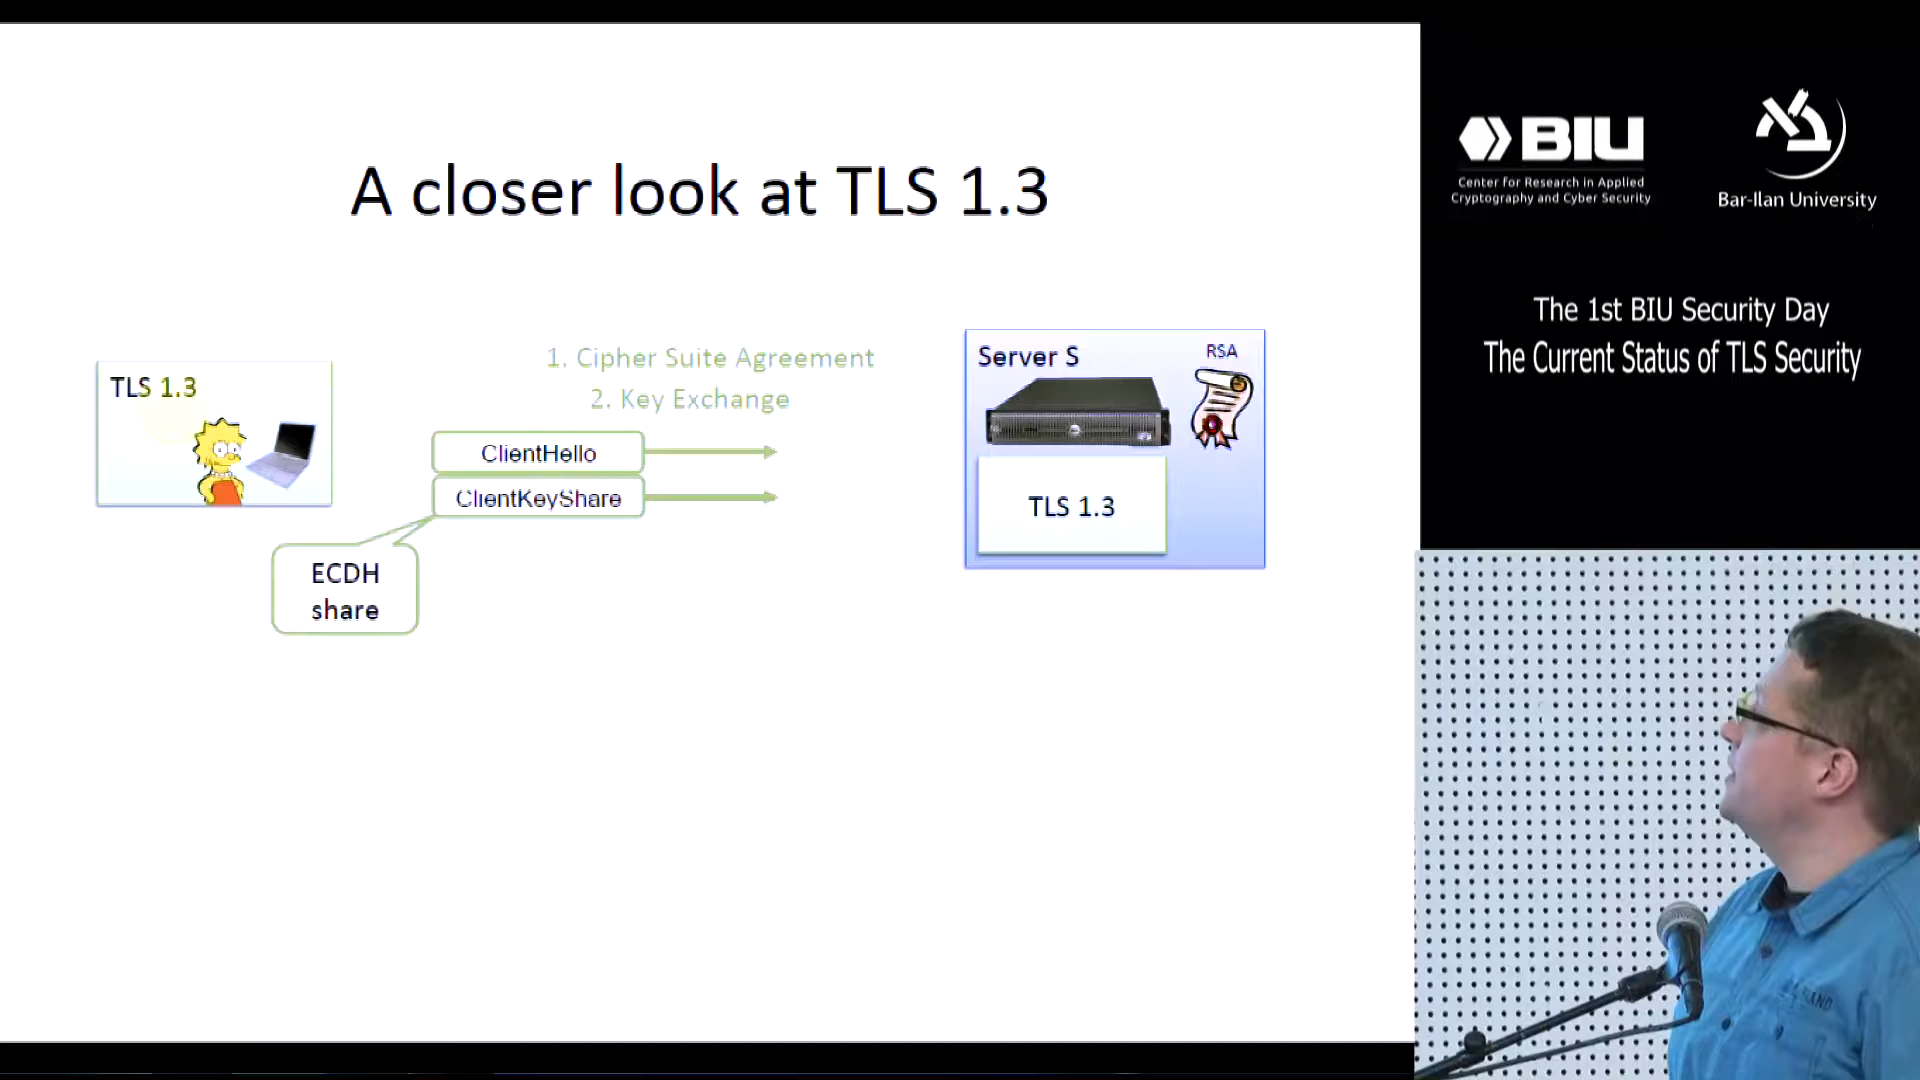 A closer look at TLS 1.3
TLS 1.3
1. Cipher Suite Agreement
2. Key Exchange
ClientHello
ClientKeyShare
ECDH
share
Server S
RSA
TLS 1.3
BIU
Center for Research in Applied
Cryptography and Cyber Security
Bar-Ilan University
The 1st BIU Security Day
The Current Status of TLS Security